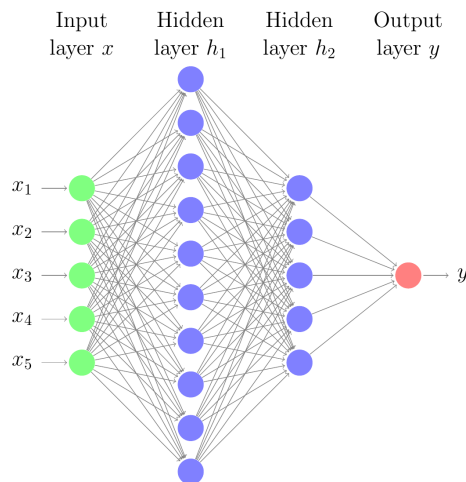 Input Hidden Hidden Output
layer x layer h₁ layer h₂ layer y
x₁
x₂
x₃
x₄
x₅
y